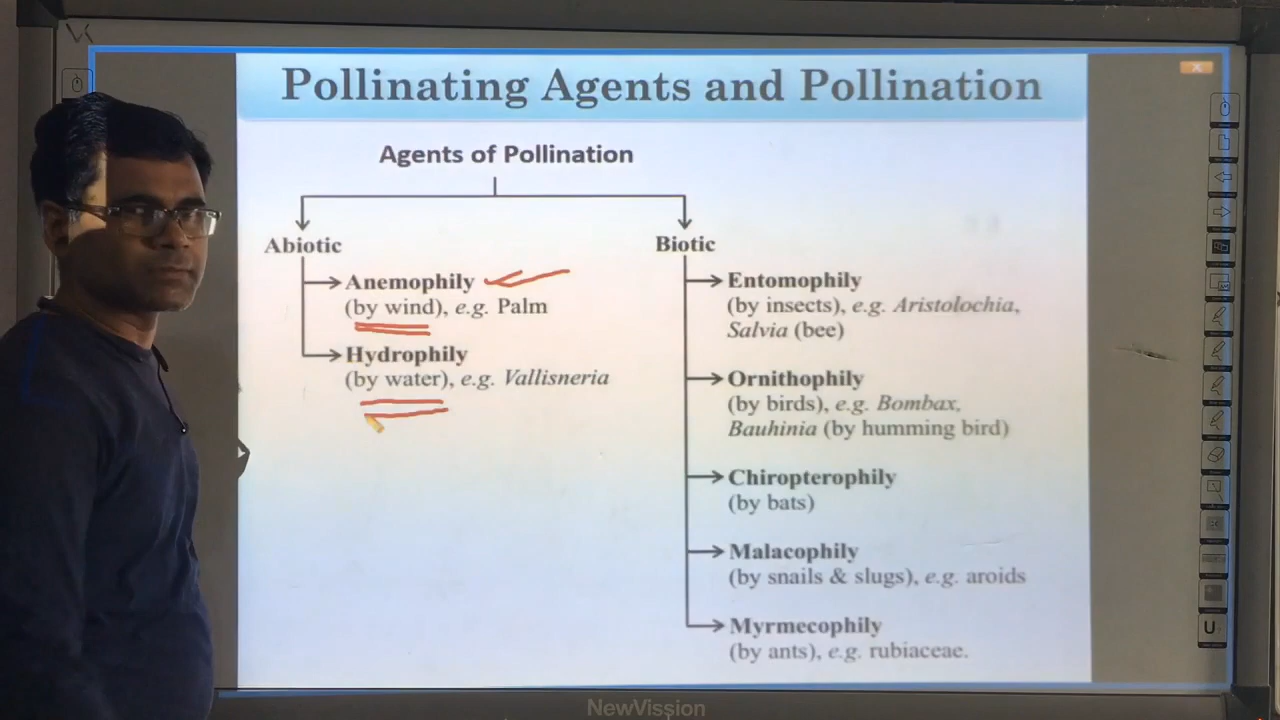 Pollinating Agents and Pollination
Agents of Pollination
Abiotic
Anemophily
(by wind), e.g. Palm
Hydrophily
(by water), e.g. Vallisneria
Biotic
Entomophily
(by insects), e.g. Aristolochia,
Salvia (bee)
Ornithophily
(by birds), e.g. Bombax,
Bauhinia (by humming bird)
Chiropterophily
(by bats)
Malacophily
(by snails & slugs), e.g. aroids
Myrmecophily
(by ants), e.g. rubiaceae.
NewVission